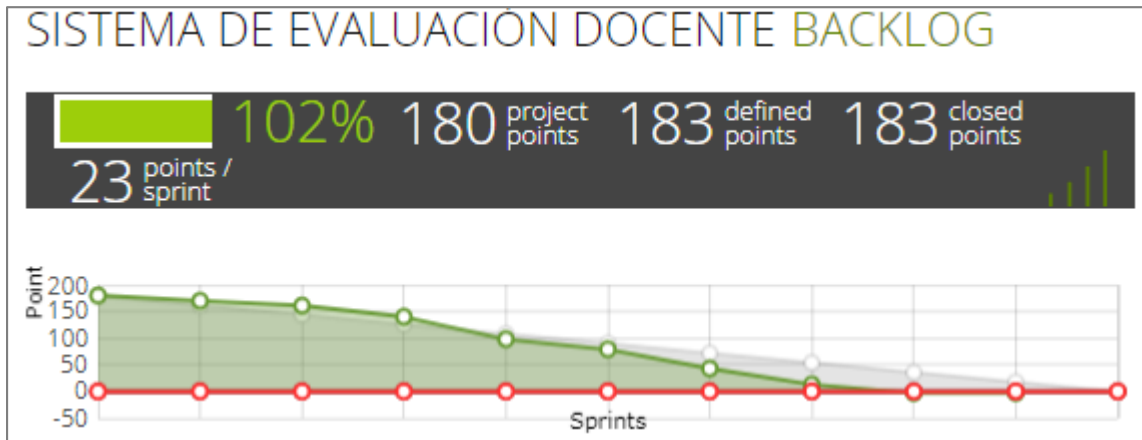 SISTEMA DE EVALUACIÓN DOCENTE BACKLOG
102% 180 project points 183 defined points 183 closed points
23 points / sprint
Point
200
150
100
50
0
-50
Sprints